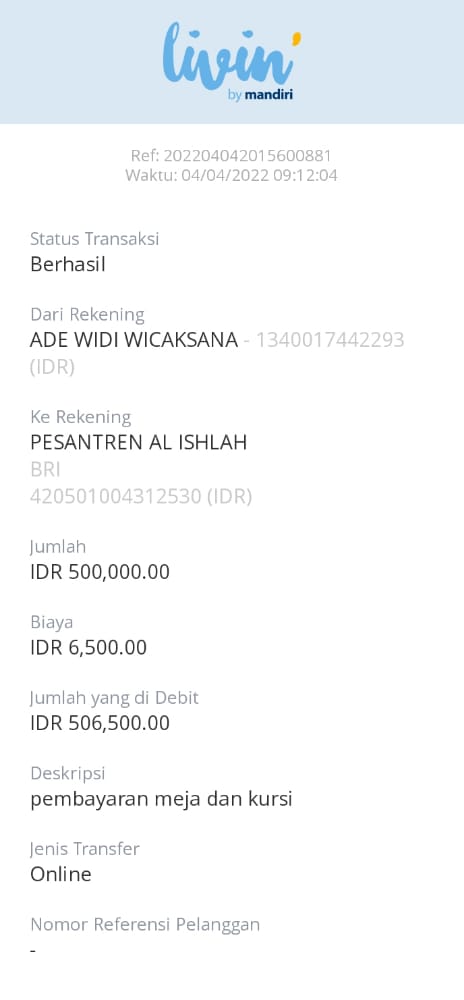 livin'
by mandiri
Ref: 202204042015600881
Waktu: 04/04/2022 09:12:04
Status Transaksi
Berhasil
Dari Rekening
ADE WIDI WICAKSANA - 1340017442293
(IDR)
Ke Rekening
PESANTREN AL ISHLAH
BRI
420501004312530 (IDR)
Jumlah
IDR 500,000.00
Biaya
IDR 6,500.00
Jumlah yang di Debit
IDR 506,500.00
Deskripsi
pembayaran meja dan kursi
Jenis Transfer
Online
Nomor Referensi Pelanggan
-